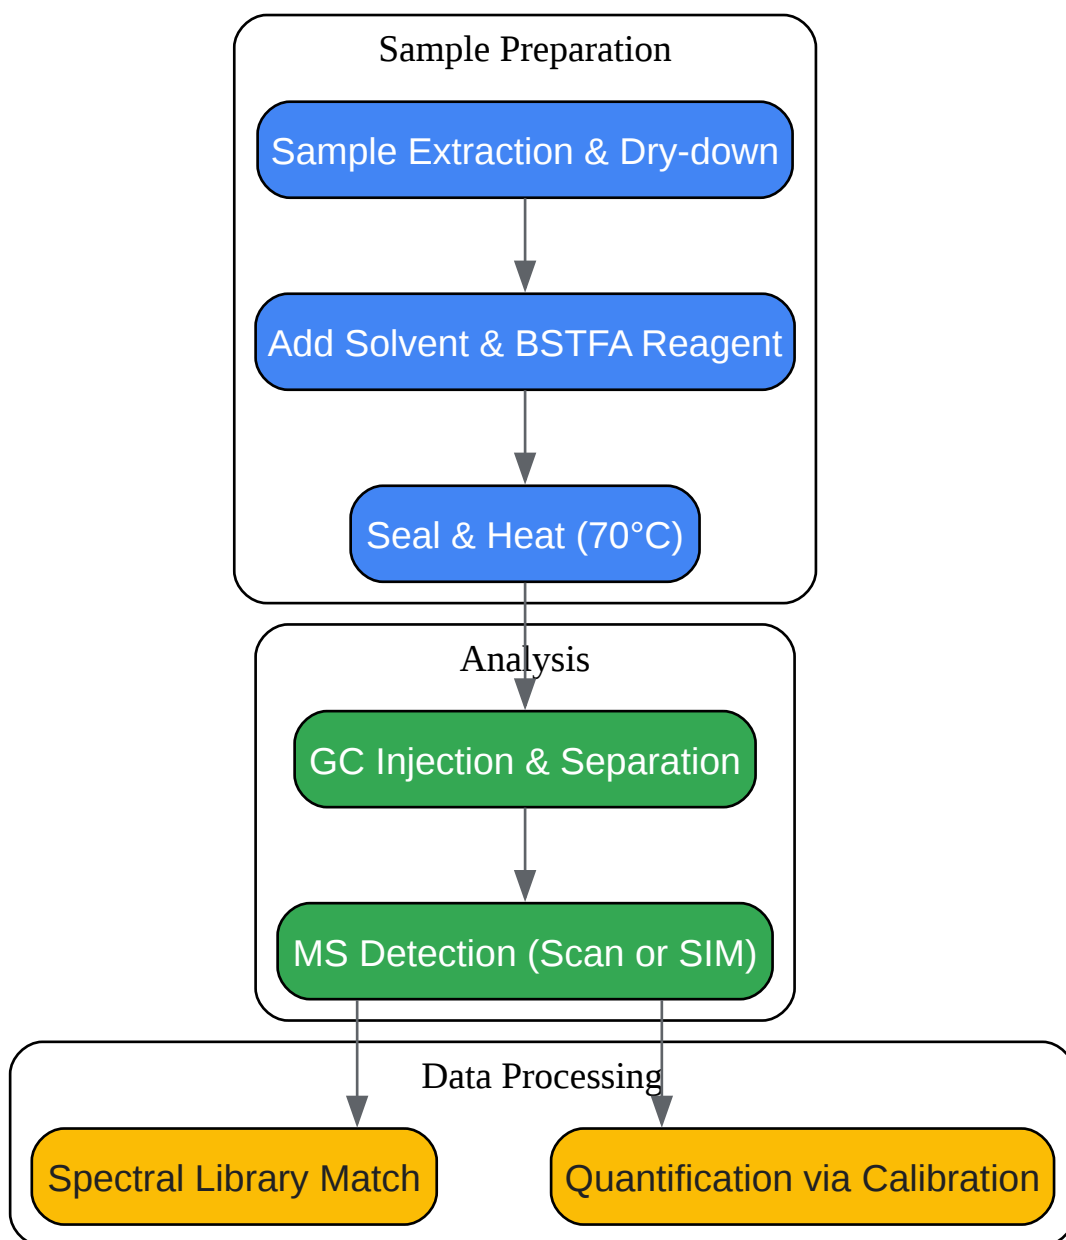 Sample Preparation
Sample Extraction & Dry-down
Add Solvent & BSTFA Reagent
Seal & Heat (70°C)
Analysis
GC Injection & Separation
MS Detection (Scan or SIM)
Data Processing
Spectral Library Match
Quantification via Calibration